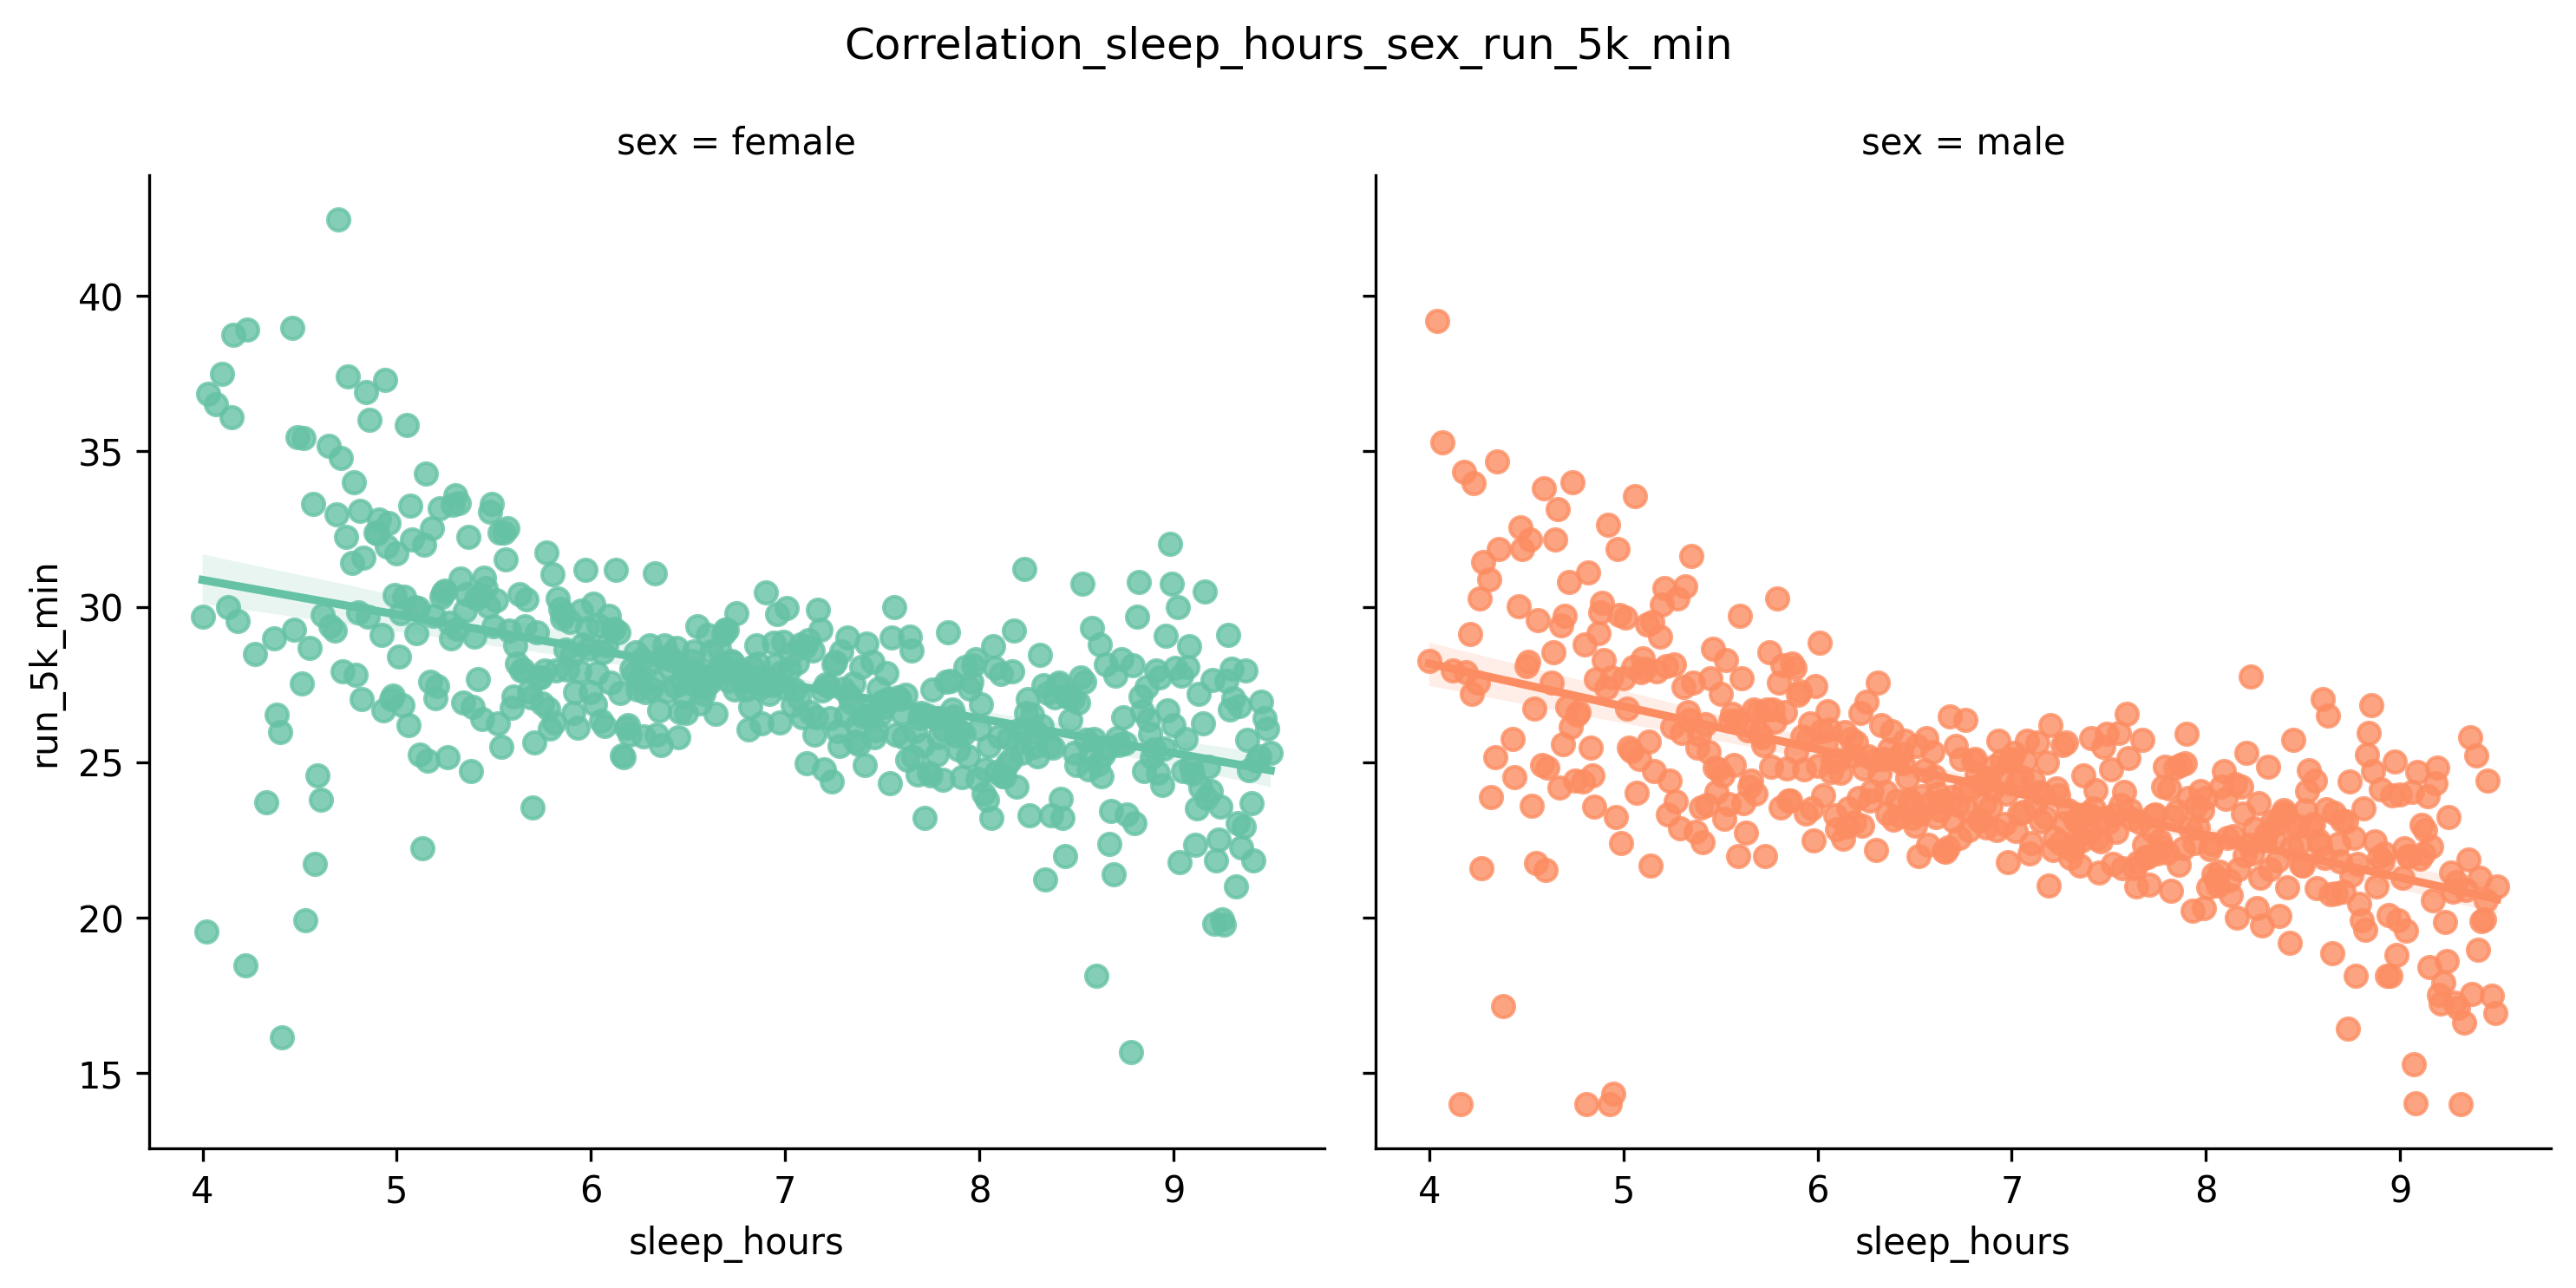 Correlation_sleep_hours_sex_run_5k_min
sex = female
sex = male
run_5k_min
40
35
30
25
20
15
4 5 6 7 8 9
4 5 6 7 8 9
sleep_hours
sleep_hours